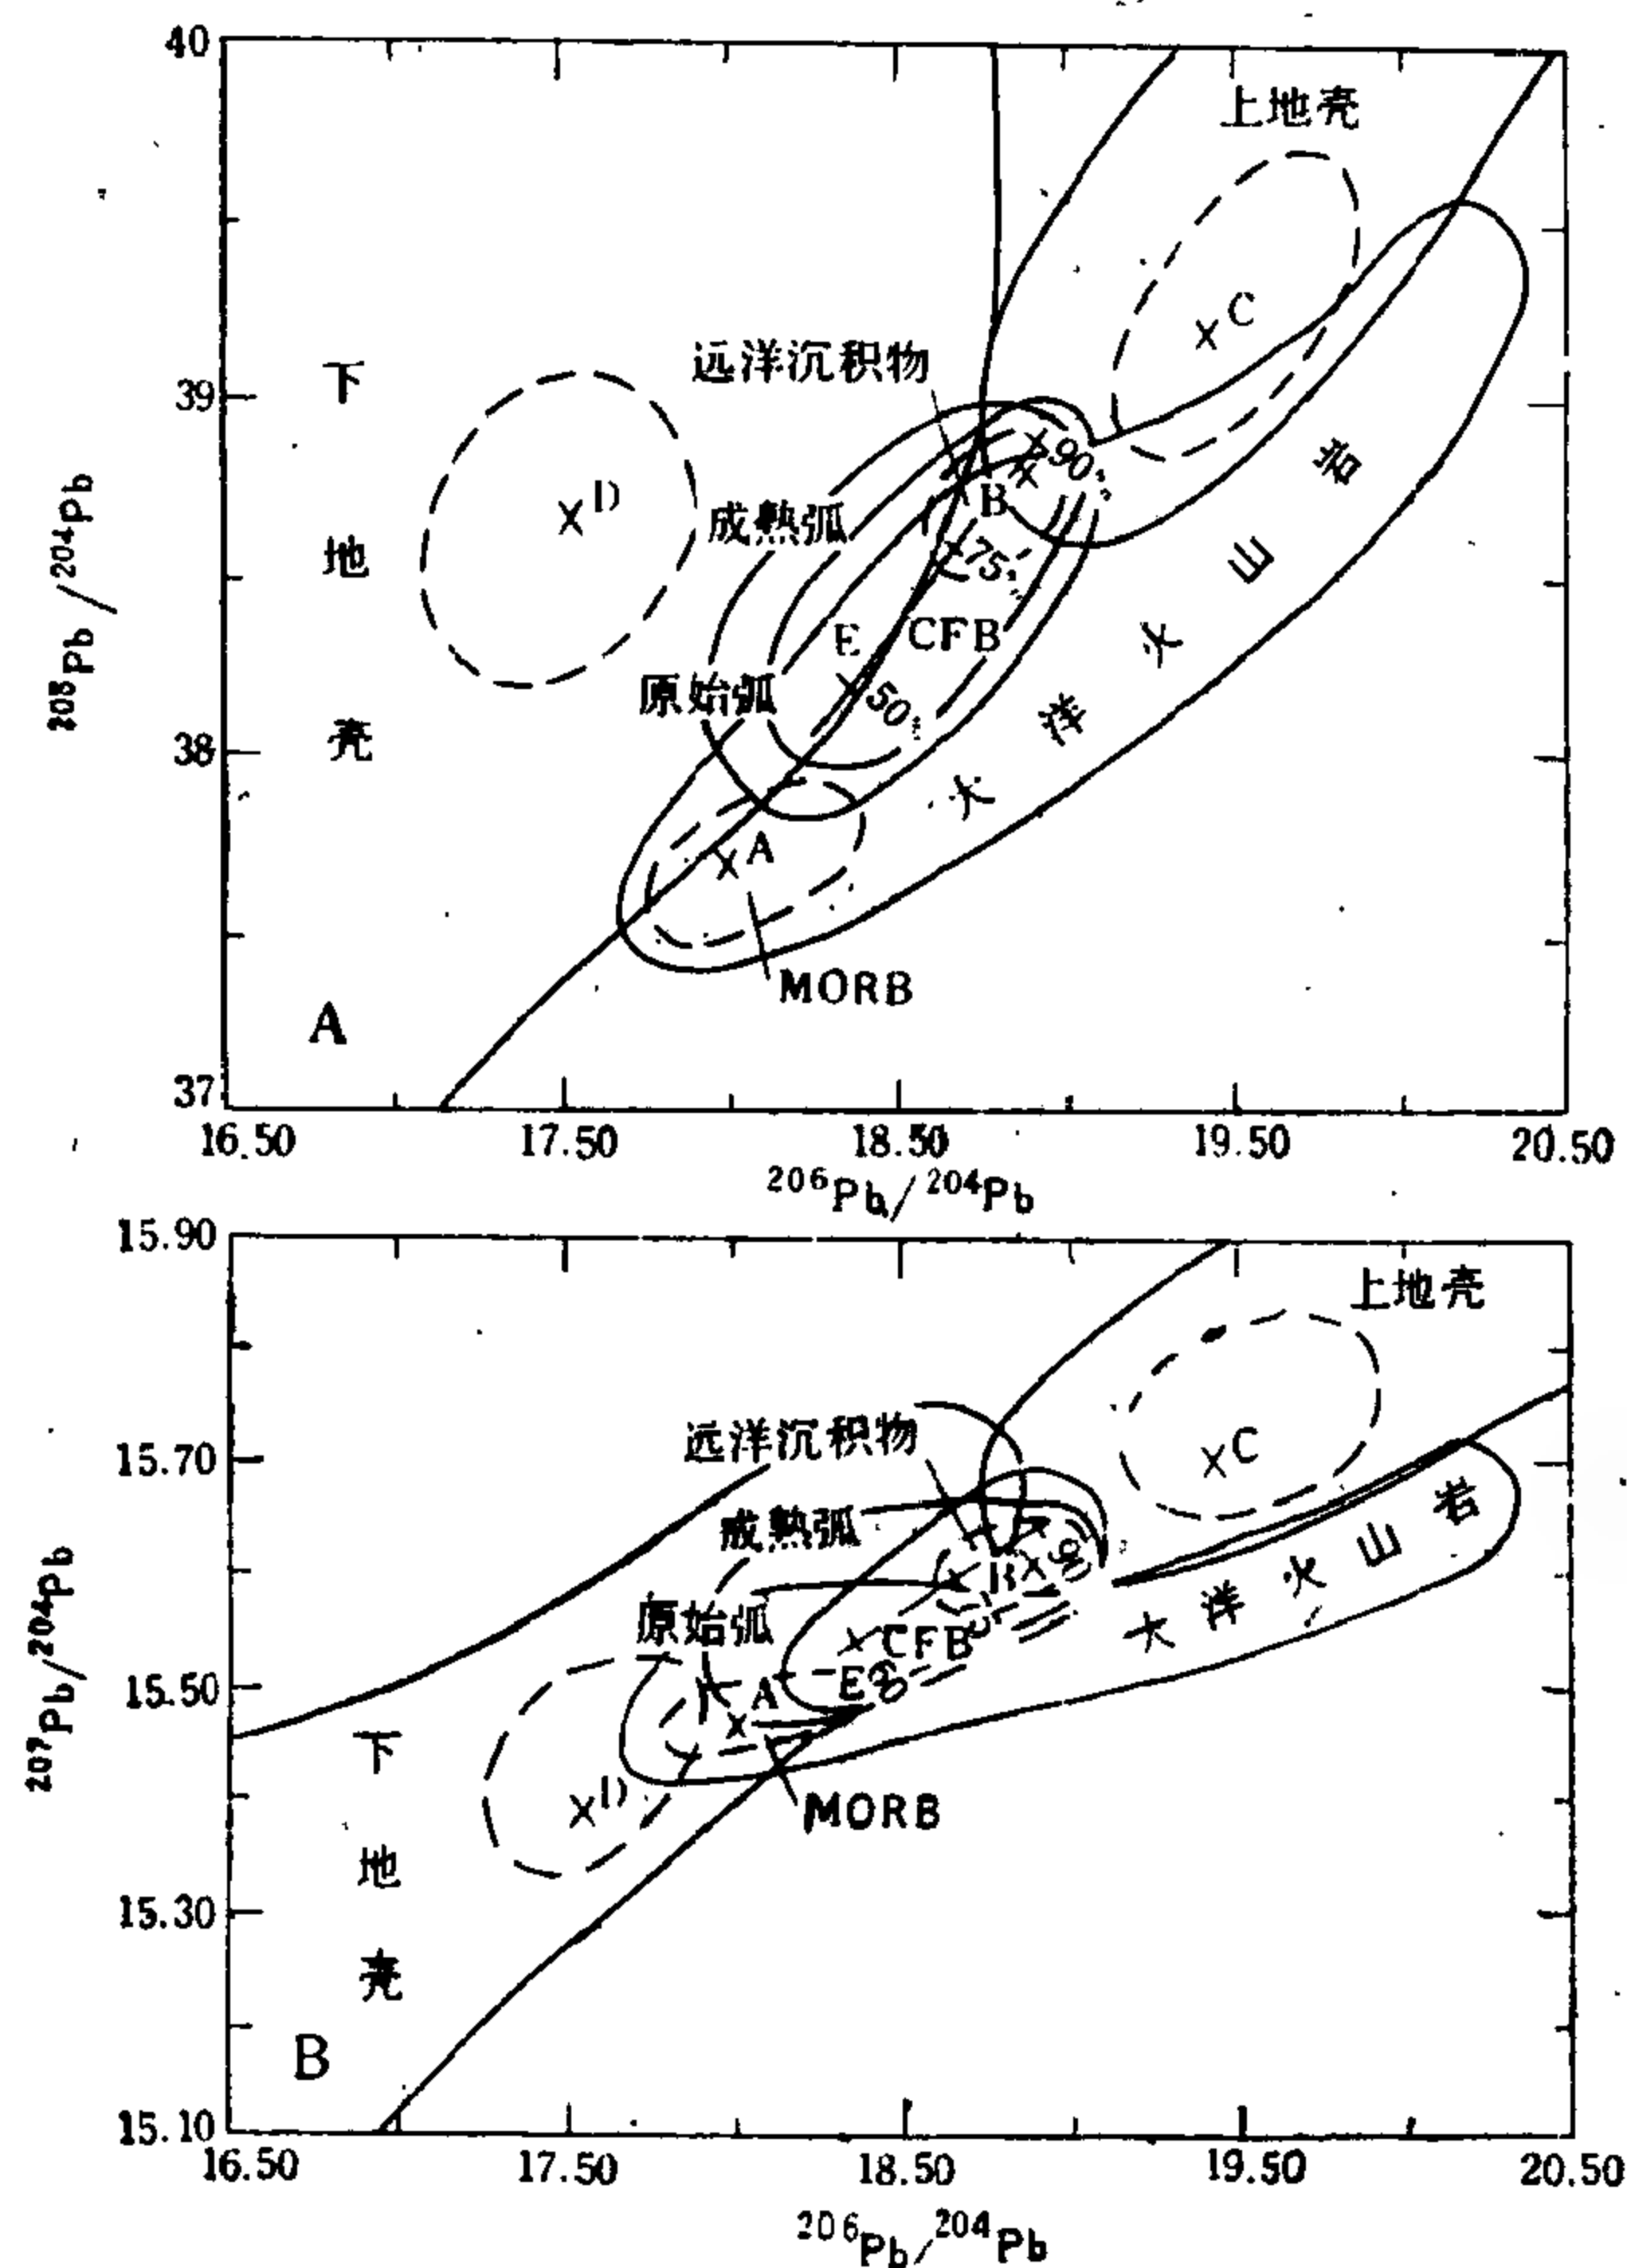 40
上地壳
C
远洋沉积物
39
下
D
岩
成熟弧
B
90
²⁰⁸Pb/²⁰⁴Pb
地
75
山
E
CFB
火
原始弧
50
洋
38
壳
大
A
MORB
A
37
16.50
17.50
18.50
19.50
20.50
²⁰⁶Pb/²⁰⁴Pb
15.90
上地壳
远洋沉积物
C
15.70
岩
成熟弧
90
山
B
火
原始弧
洋
CFB
大
²⁰⁷Pb/²⁰⁴Pb
15.50
A
E
下
D
MORB
地
15.30
壳
B
15.10
16.50
17.50
18.50
19.50
20.50
²⁰⁶Pb/²⁰⁴Pb